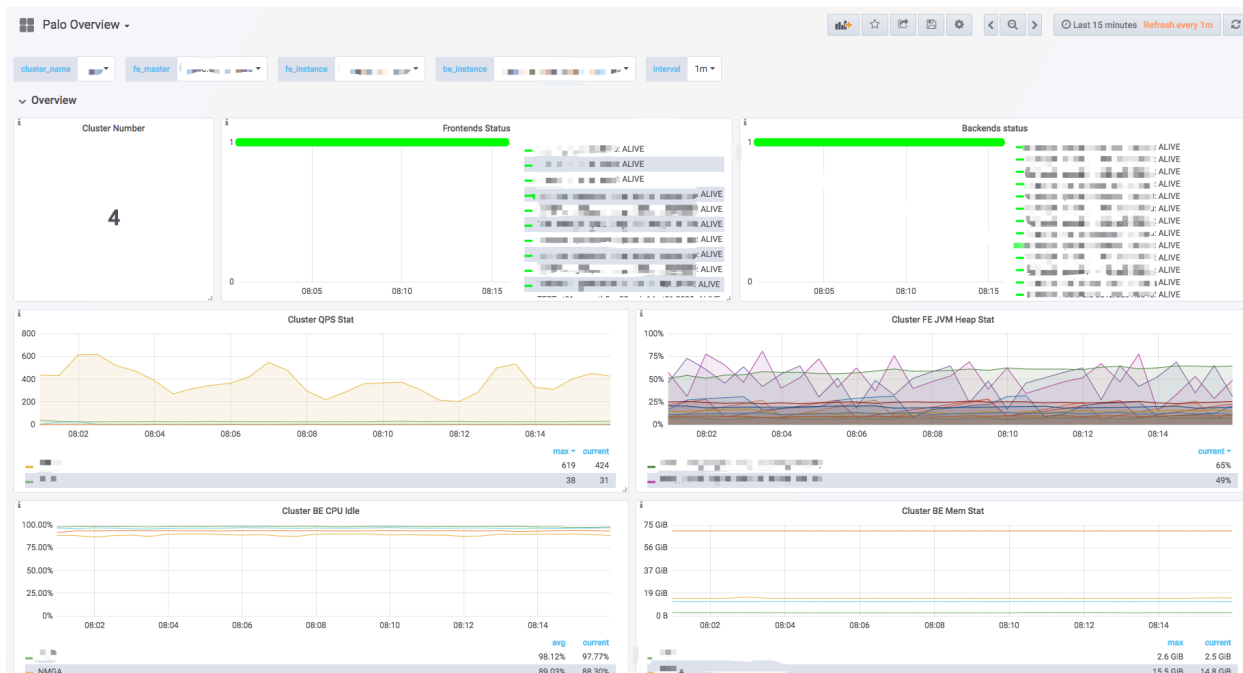 Palo Overview
Last 15 minutes Refresh every 1m
cluster_name fe_master fe_instance be_instance interval 1m
Overview
Cluster Number
4
Frontends Status
1
0
08:05 08:10 08:15
: ALIVE
: ALIVE
: ALIVE
ALIVE
: ALIVE
: ALIVE
: ALIVE
: ALIVE
: ALIVE
: ALIVE
Backends status
1
0
08:05 08:10 08:15
: ALIVE
: ALIVE
: ALIVE
: ALIVE
: ALIVE
: ALIVE
: ALIVE
: ALIVE
: ALIVE
: ALIVE
: ALIVE
: ALIVE
: ALIVE
Cluster QPS Stat
800
600
400
200
0
08:02 08:04 08:06 08:08 08:10 08:12 08:14
max current
619 424
38 31
Cluster FE JVM Heap Stat
100%
75%
50%
25%
0%
08:02 08:04 08:06 08:08 08:10 08:12 08:14
current
65%
49%
Cluster BE CPU Idle
100.00%
75.00%
50.00%
25.00%
0%
08:02 08:04 08:06 08:08 08:10 08:12 08:14
avg current
98.12% 97.77%
NMGA 89.03% 88.30%
Cluster BE Mem Stat
75 GiB
56 GiB
37 GiB
19 GiB
0 B
08:02 08:04 08:06 08:08 08:10 08:12 08:14
max current
2.6 GiB 2.5 GiB
A 15.5 GiB 14.8 GiB